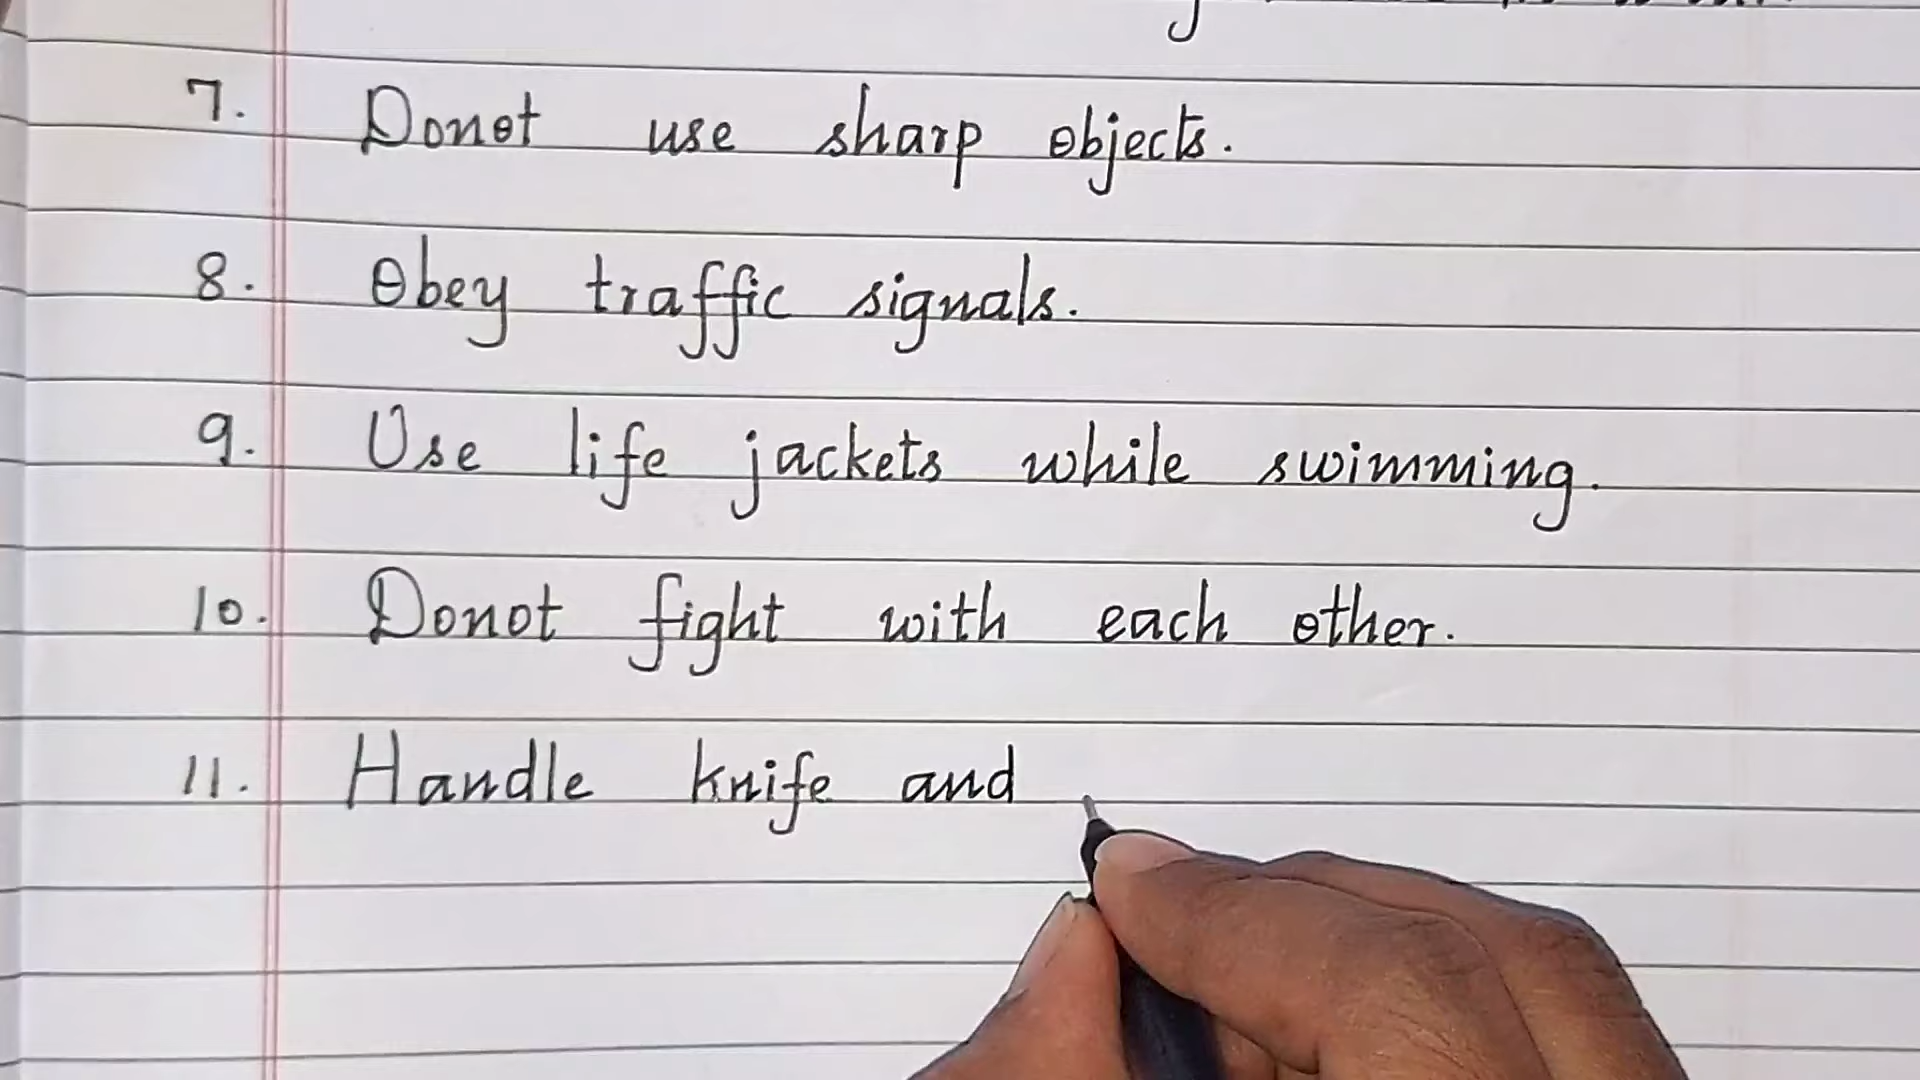 7. Donot use sharp objects.
8. Obey traffic signals.
9. Use life jackets while swimming.
10. Donot fight with each other.
11. Handle knife and